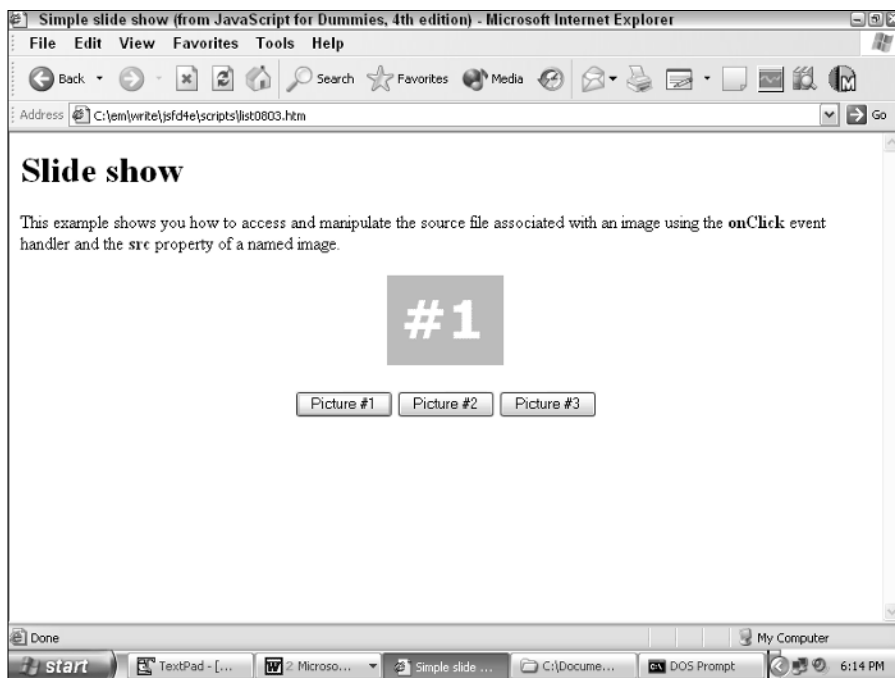 Simple slide show (from JavaScript for Dummies, 4th edition) - Microsoft Internet Explorer
File Edit View Favorites Tools Help
Back Search Favorites Media
Address C:\em\write\jsfd4e\scripts\list0803.htm Go
Slide show
This example shows you how to access and manipulate the source file associated with an image using the onClick event
handler and the src property of a named image.
#1
Picture #1 Picture #2 Picture #3
Done My Computer
start TextPad - [... 2 Microso... Simple slide ... C:\Docume... DOS Prompt 6:14 PM